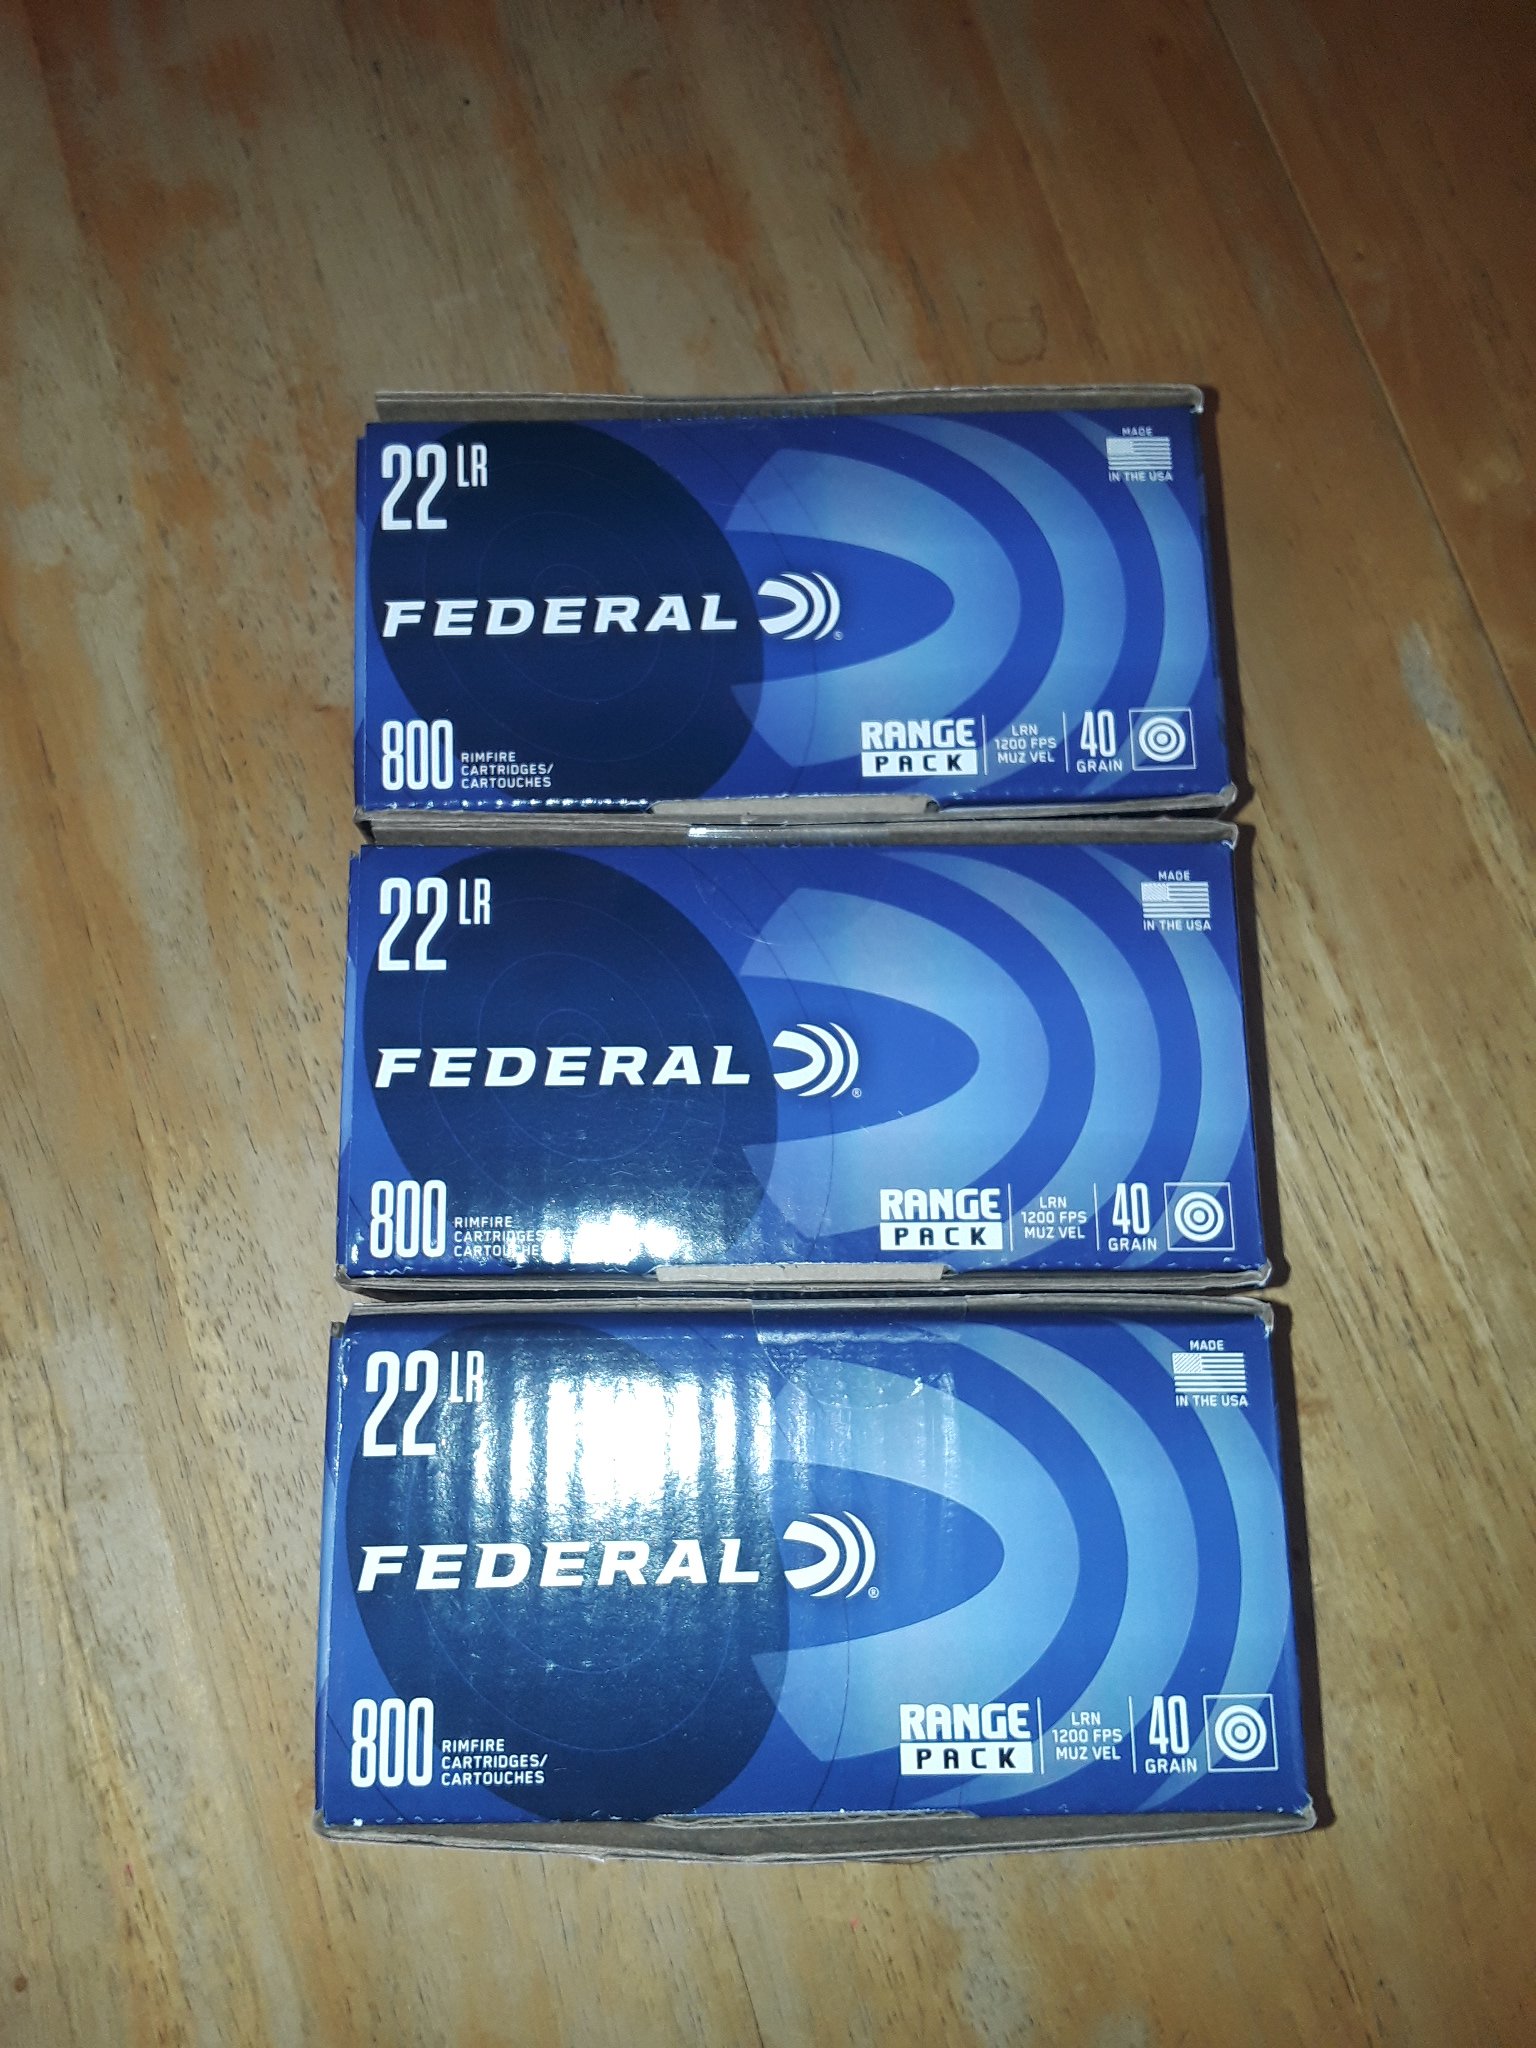 22 LR
MADE
IN THE USA
FEDERAL
®
800 RIMFIRE
CARTRIDGES/
CARTOUCHES
RANGE
PACK
LRN
1200 FPS
MUZ VEL
40
GRAIN
22 LR
MADE
IN THE USA
FEDERAL
®
800 RIMFIRE
CARTRIDGES/
CARTOUCHES
RANGE
PACK
LRN
1200 FPS
MUZ VEL
40
GRAIN
22 LR
MADE
IN THE USA
FEDERAL
®
800 RIMFIRE
CARTRIDGES/
CARTOUCHES
RANGE
PACK
LRN
1200 FPS
MUZ VEL
40
GRAIN